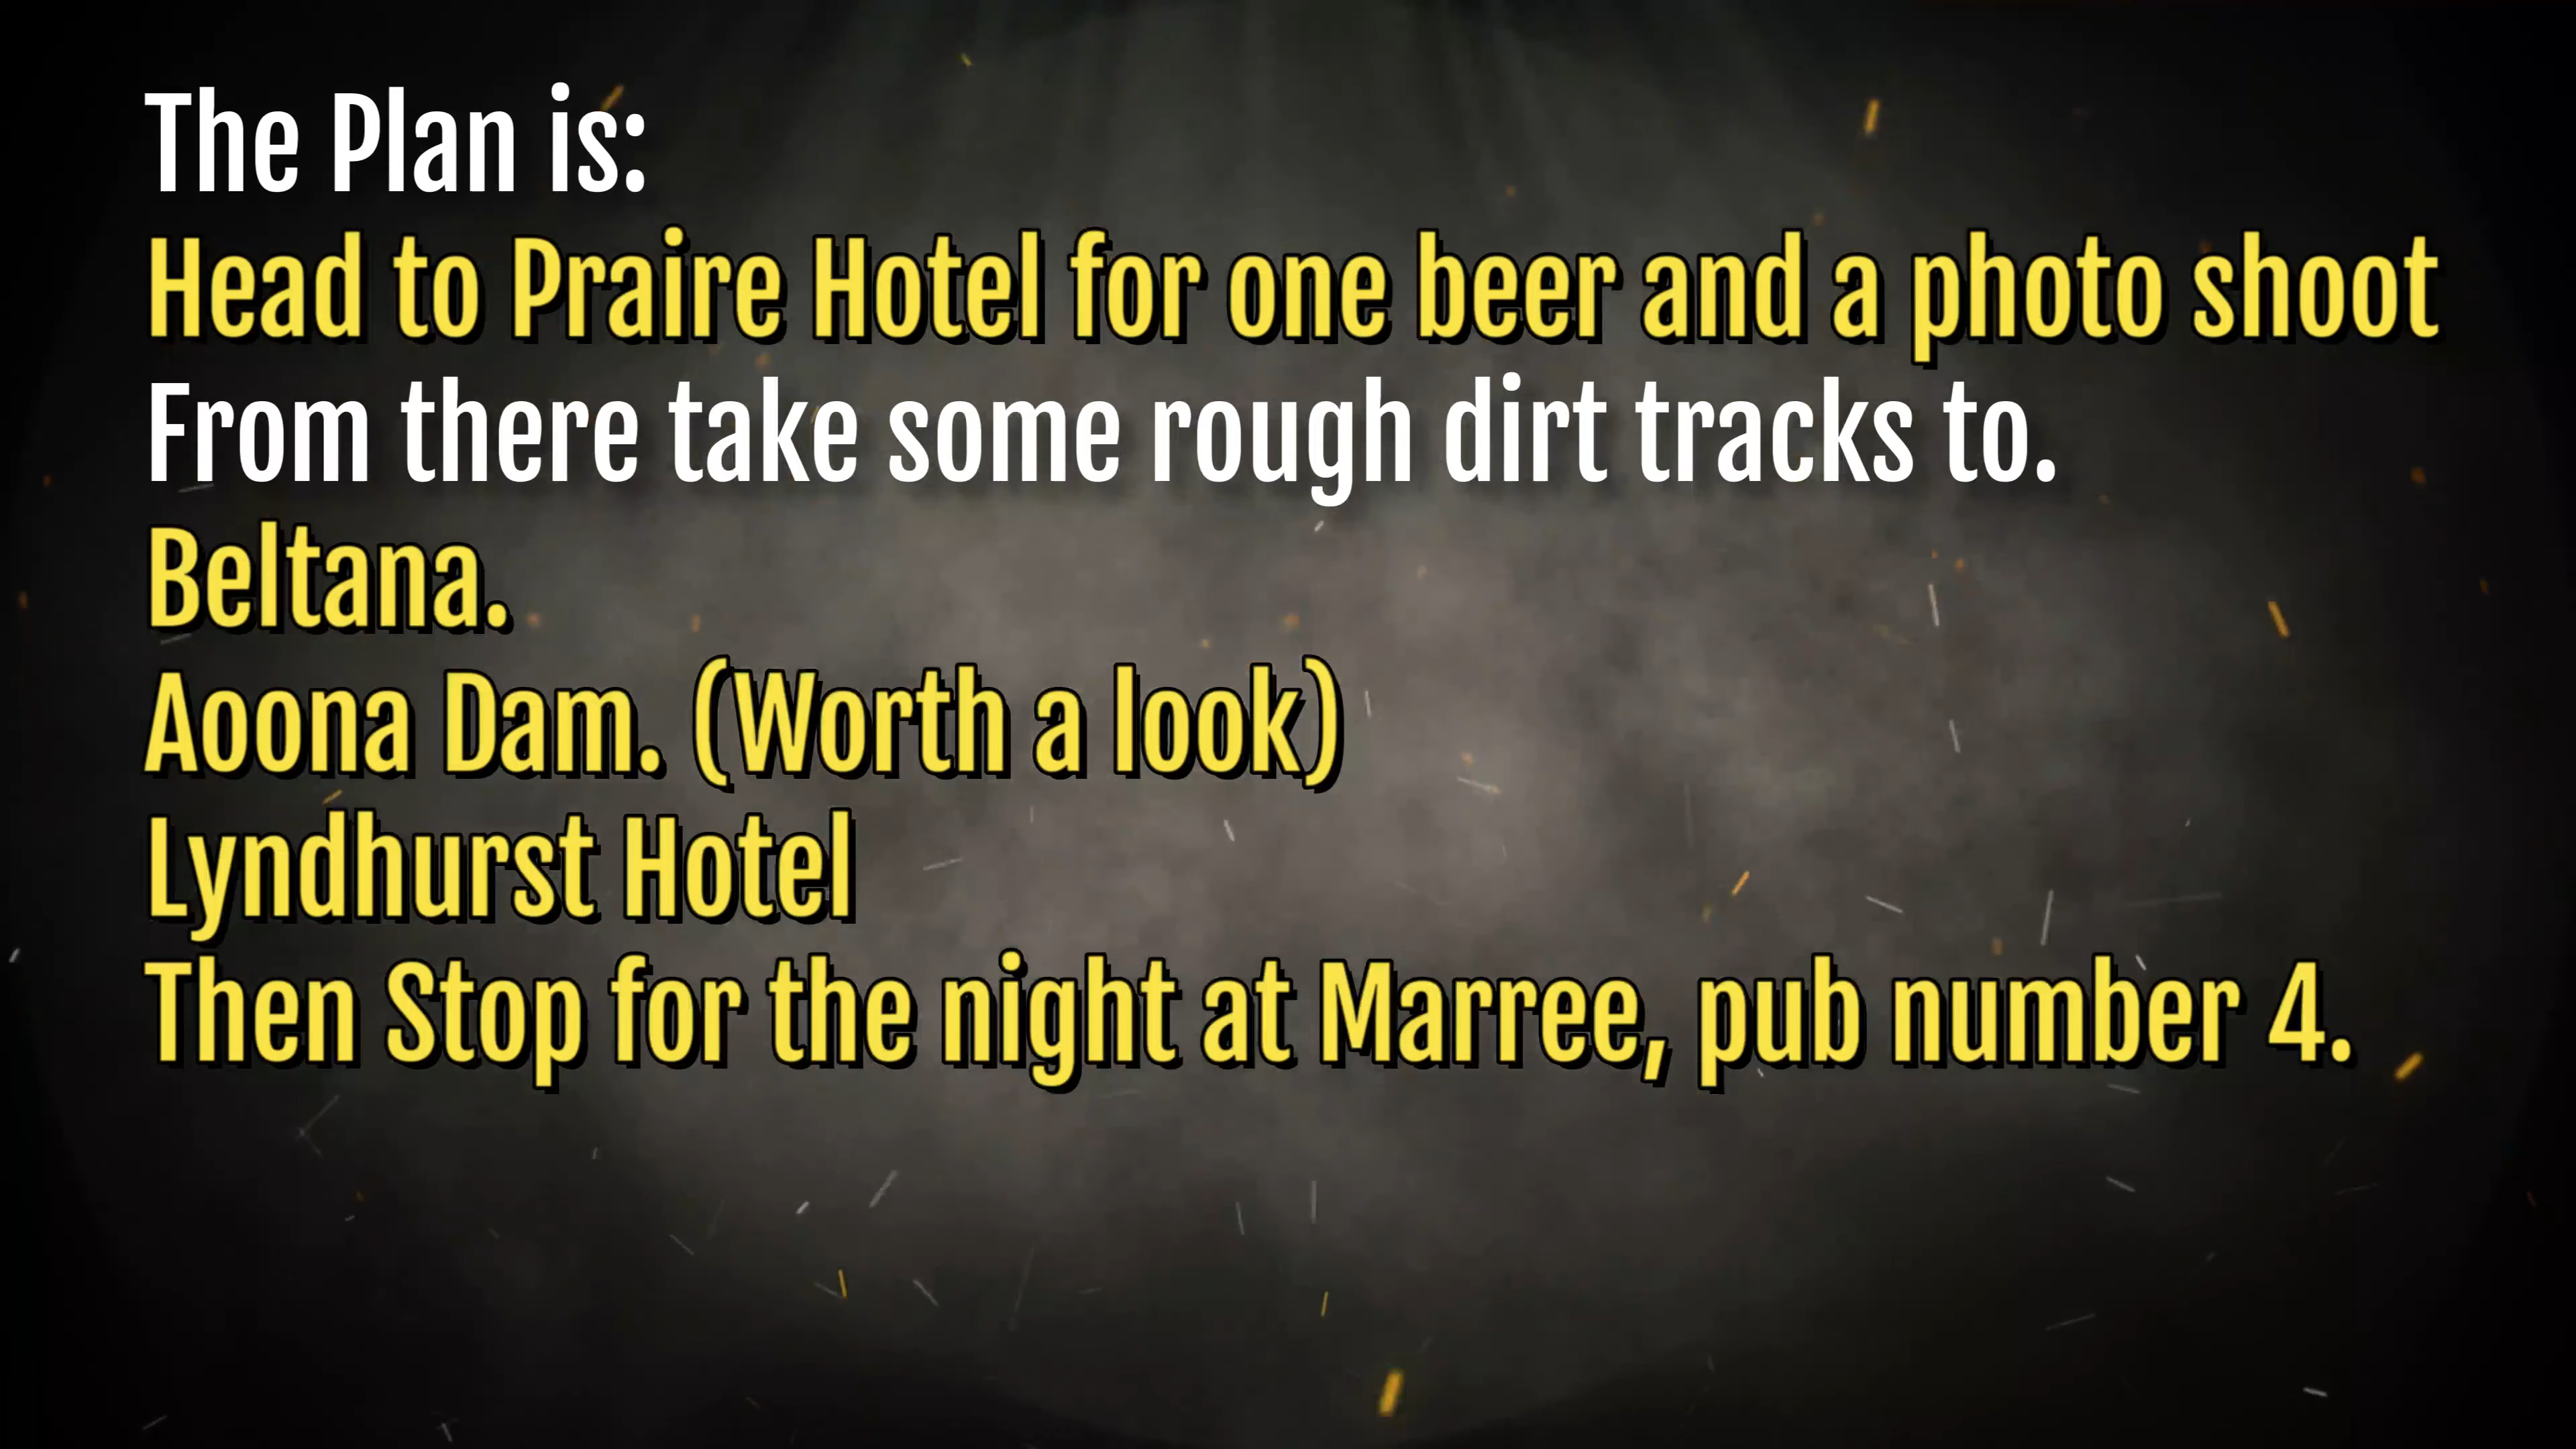 The Plan is:
Head to Praire Hotel for one beer and a photo shoot
From there take some rough dirt tracks to.
Beltana.
Aoona Dam. (Worth a look)
Lyndhurst Hotel
Then Stop for the night at Marree, pub number 4.